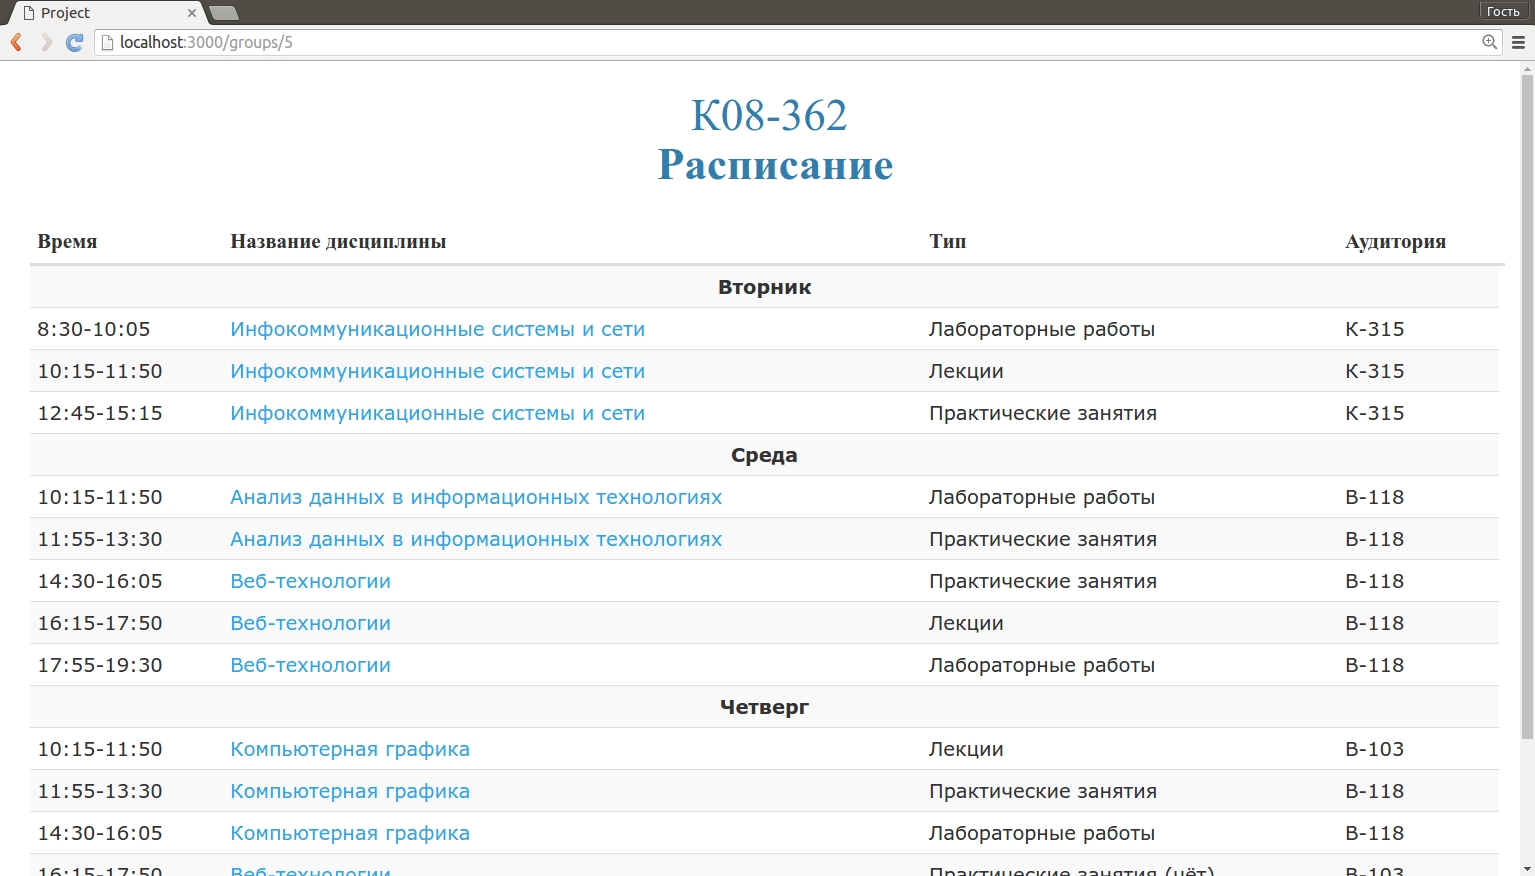 Project
Гость
localhost:3000/groups/5
К08-362
Расписание
Время Название дисциплины Тип Аудитория
Вторник
8:30-10:05 Инфокоммуникационные системы и сети Лабораторные работы К-315
10:15-11:50 Инфокоммуникационные системы и сети Лекции К-315
12:45-15:15 Инфокоммуникационные системы и сети Практические занятия К-315
Среда
10:15-11:50 Анализ данных в информационных технологиях Лабораторные работы В-118
11:55-13:30 Анализ данных в информационных технологиях Практические занятия В-118
14:30-16:05 Веб-технологии Практические занятия В-118
16:15-17:50 Веб-технологии Лекции В-118
17:55-19:30 Веб-технологии Лабораторные работы В-118
Четверг
10:15-11:50 Компьютерная графика Лекции В-103
11:55-13:30 Компьютерная графика Практические занятия В-118
14:30-16:05 Компьютерная графика Лабораторные работы В-118
16:15-17:50 Веб-технологии Практические занятия (чёт) В-103